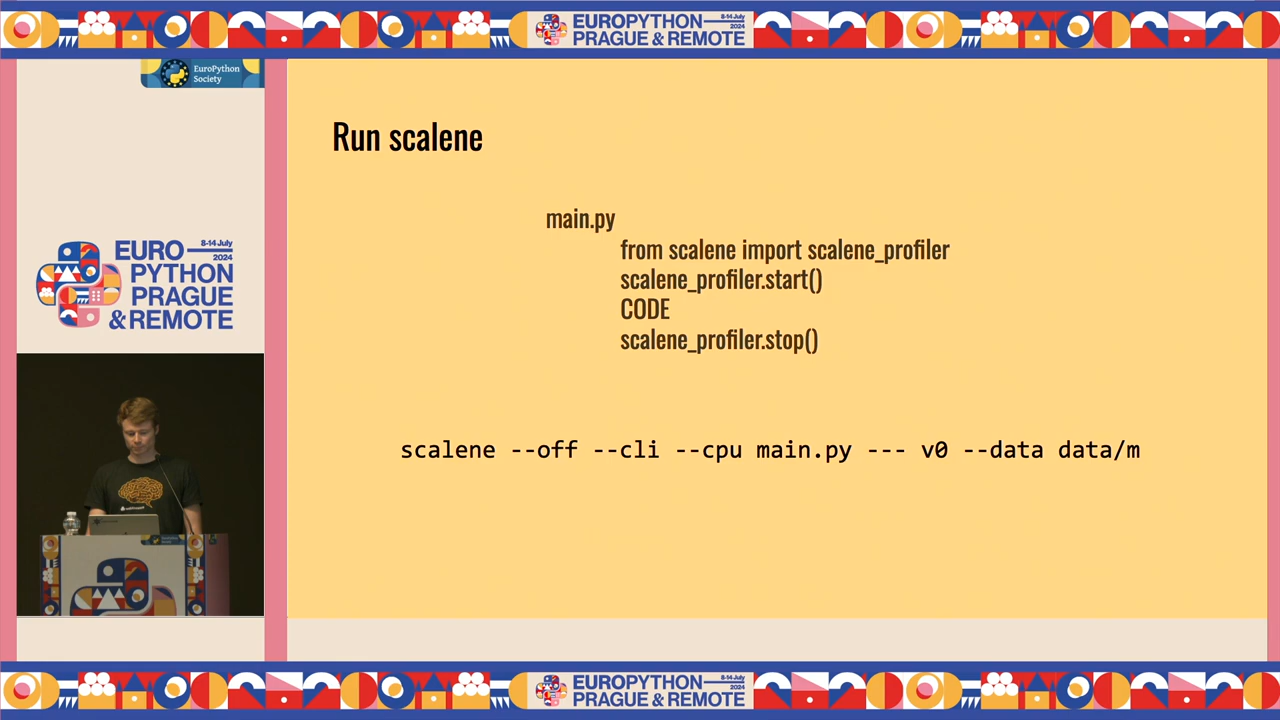 EUROPYTHON
PRAGUE & REMOTE
8-14 July
2024
EuroPython
Society
Run scalene
main.py
from scalene import scalene_profiler
scalene_profiler.start()
CODE
scalene_profiler.stop()
scalene --off --cli --cpu main.py --- v0 --data data/m
EURO
8-14 July
2024
PYTHON
PRAGUE
& REMOTE
EUROPYTHON
PRAGUE & REMOTE
8-14 July
2024